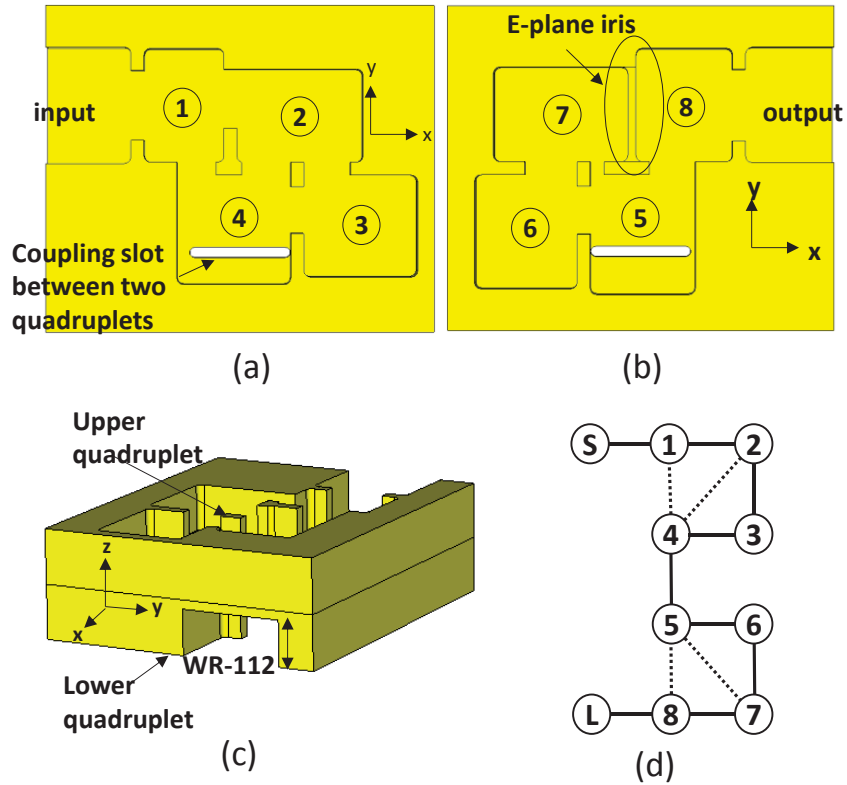 E-plane iris
input
1
2
y
x
4
3
Coupling slot
between two
quadruplets
7
8
output
6
5
y
x
(a)
(b)
Upper
quadruplet
z
y
x
WR-112
Lower
quadruplet
(c)
S
1
2
4
3
5
6
L
8
7
(d)